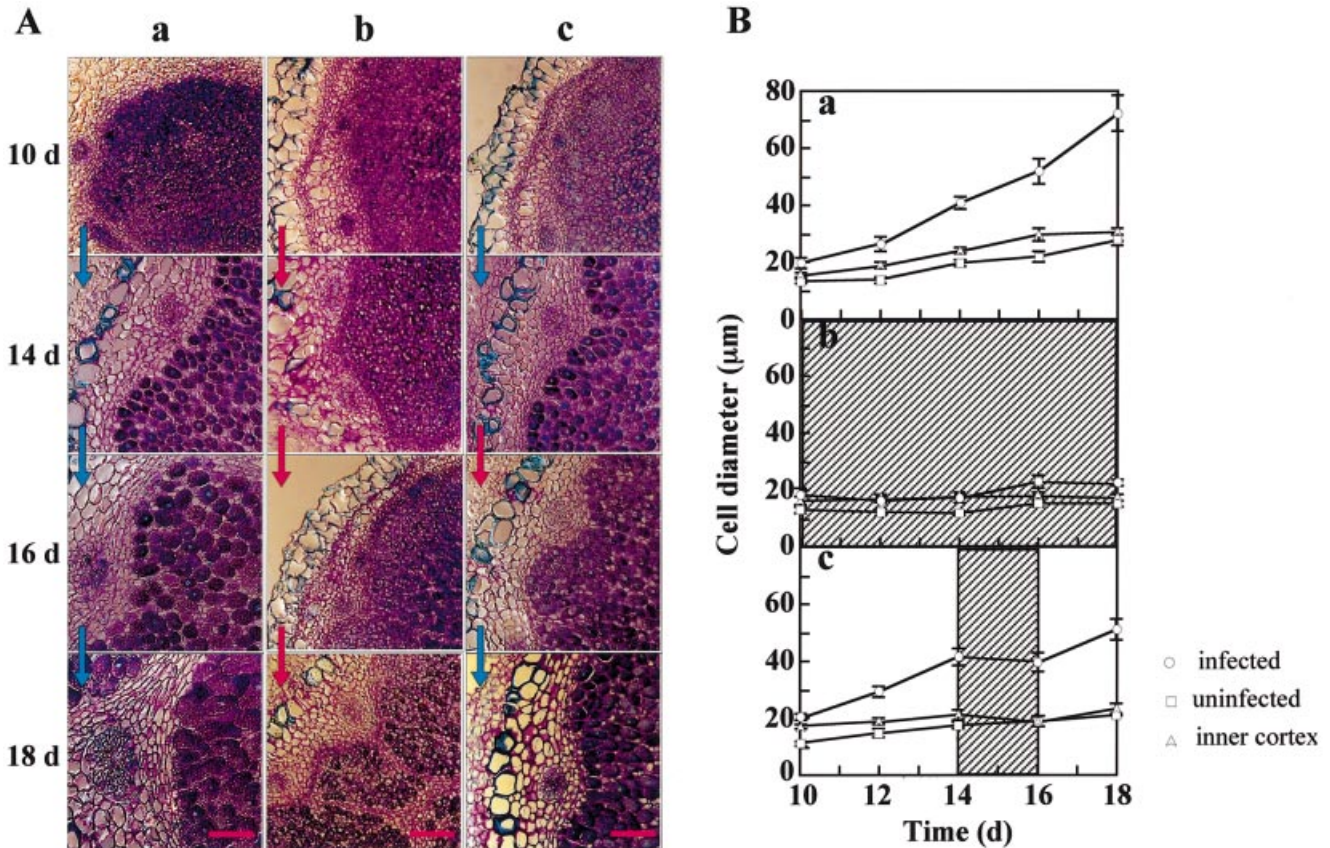 A
a b c
10 d
14 d
16 d
18 d
B
a
80
60
40
20
0
b
60
40
20
0
c
60
40
20
0
10 12 14 16 18
Cell diameter (µm)
Time (d)
infected
uninfected
inner cortex